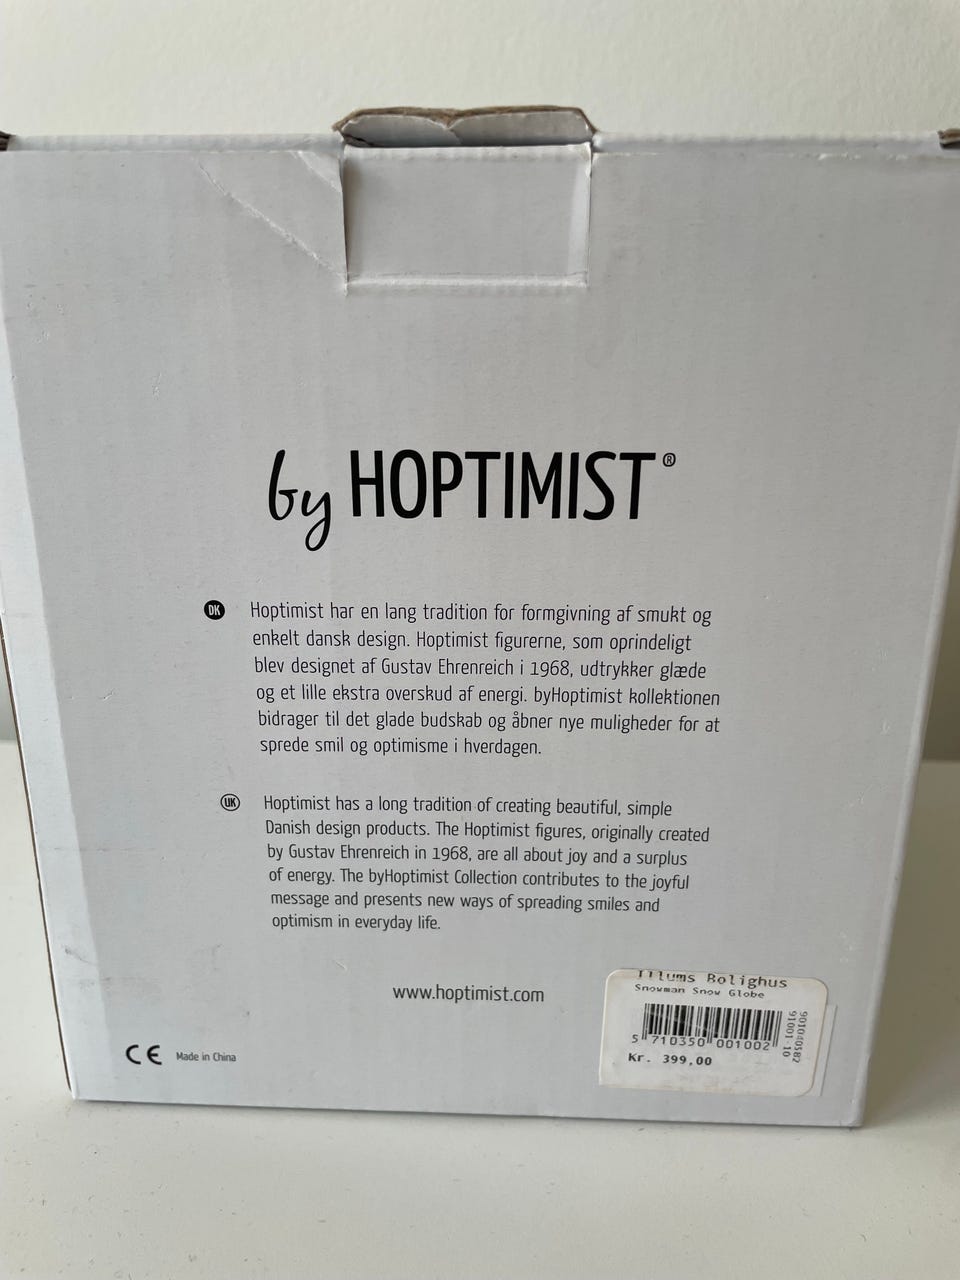 by HOPTIMIST®
DK
Hoptimist har en lang tradition for formgivning af smukt og
enkelt dansk design. Hoptimist figurerne, som oprindeligt
blev designet af Gustav Ehrenreich i 1968, udtrykker glæde
og et lille ekstra overskud af energi. byHoptimist kollektionen
bidrager til det glade budskab og åbner nye muligheder for at
sprede smil og optimisme i hverdagen.
UK
Hoptimist has a long tradition of creating beautiful, simple
Danish design products. The Hoptimist figures, originally created
by Gustav Ehrenreich in 1968, are all about joy and a surplus
of energy. The byHoptimist Collection contributes to the joyful
message and presents new ways of spreading smiles and
optimism in everyday life.
www.hoptimist.com
CE Made in China
Illums Bolighus
Snowman Snow Globe
5 710350 001002
Kr. 399,00
901040582
91001-10